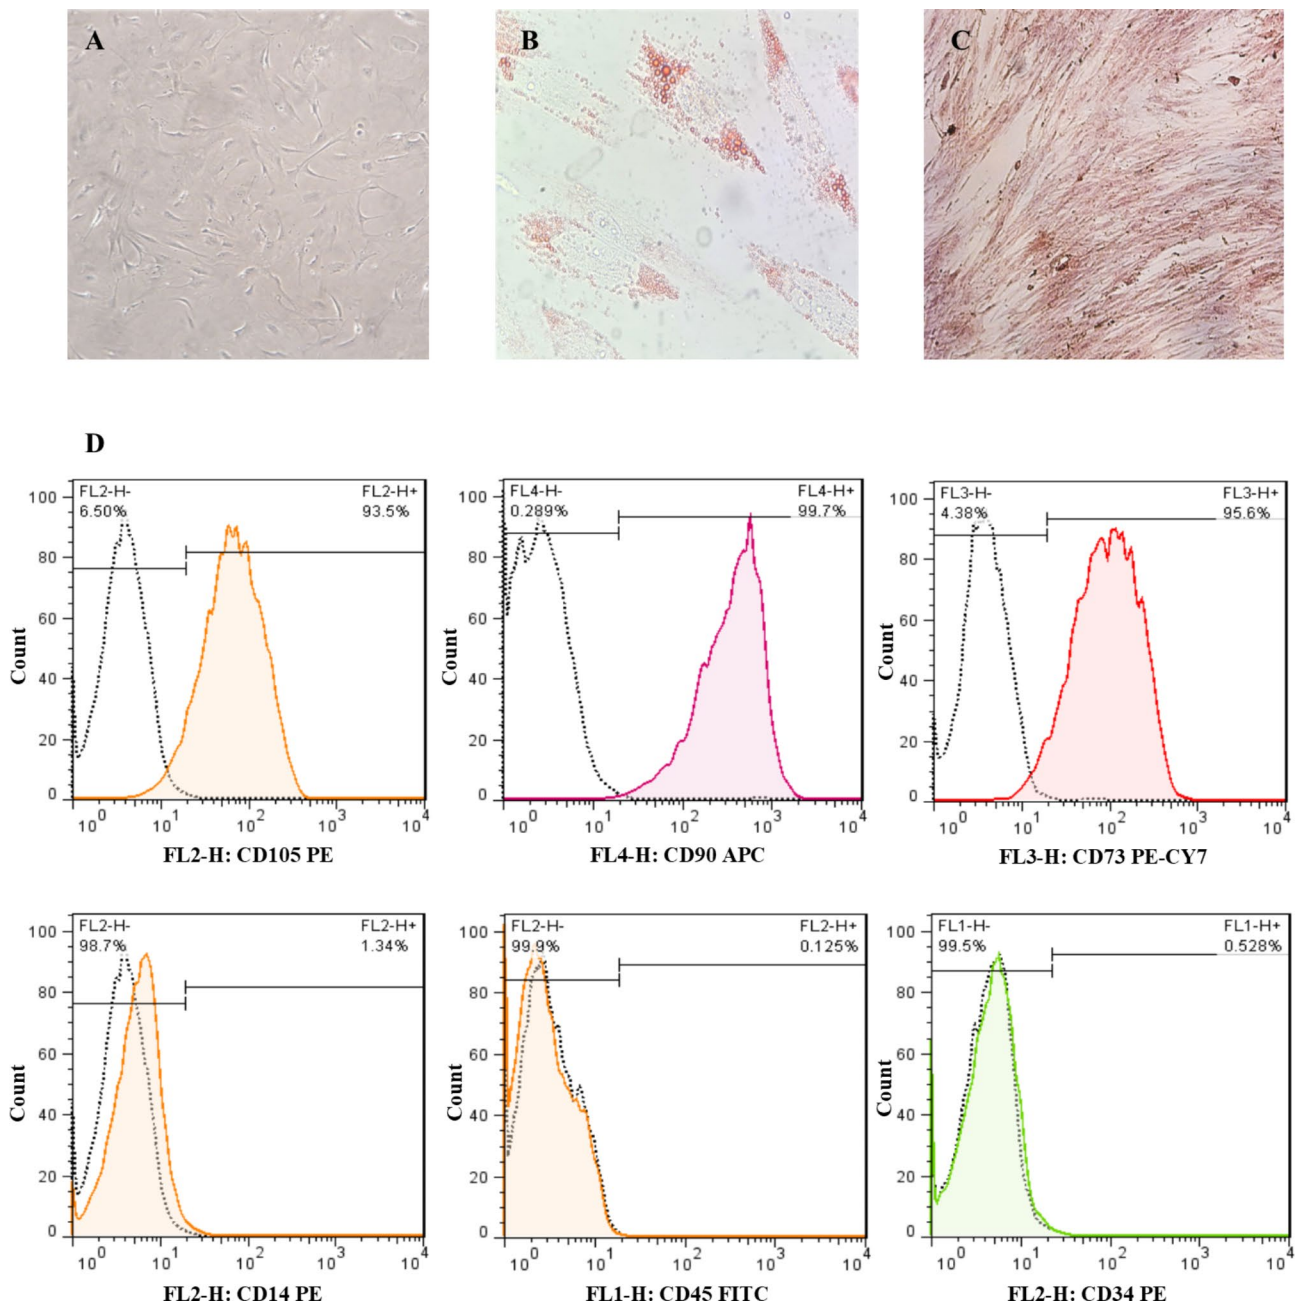 A
B
C
D
FL2-H-
6.50%
FL2-H+
93.5%
100
80
60
40
20
0
Count
10^0
10^1
10^2
10^3
10^4
FL2-H: CD105 PE
FL4-H-
0.289%
FL4-H+
99.7%
100
80
60
40
20
0
Count
10^0
10^1
10^2
10^3
10^4
FL4-H: CD90 APC
FL3-H-
4.38%
FL3-H+
95.6%
100
80
60
40
20
0
Count
10^0
10^1
10^2
10^3
10^4
FL3-H: CD73 PE-CY7
FL2-H-
98.7%
FL2-H+
1.34%
100
80
60
40
20
0
Count
10^0
10^1
10^2
10^3
10^4
FL2-H: CD14 PE
FL2-H-
99.9%
FL2-H+
0.125%
100
80
60
40
20
0
Count
10^0
10^1
10^2
10^3
10^4
FL1-H: CD45 FITC
FL1-H-
99.5%
FL1-H+
0.528%
100
80
60
40
20
0
Count
10^0
10^1
10^2
10^3
10^4
FL2-H: CD34 PE